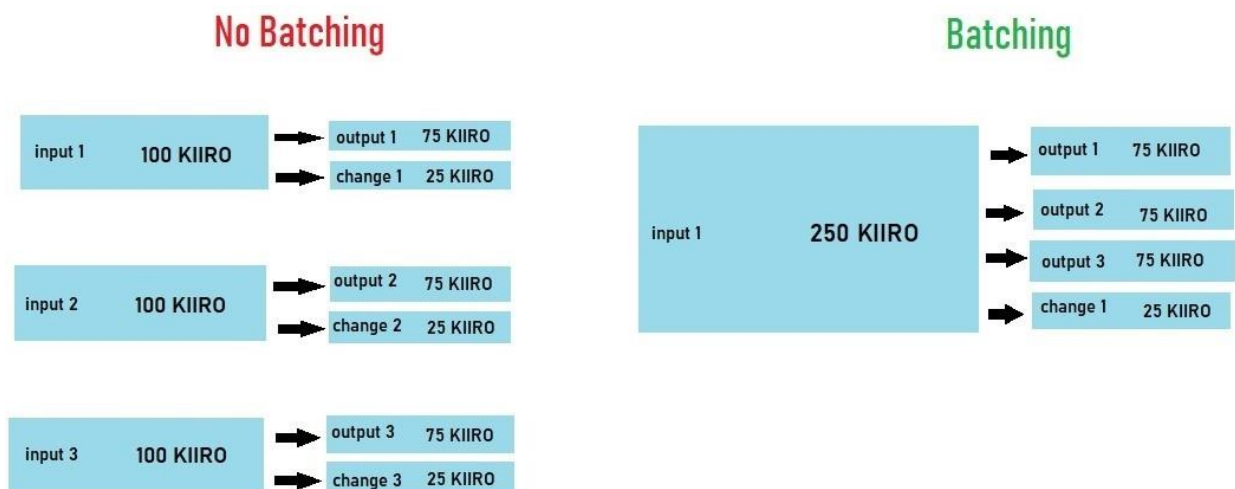 No Batching
input 1 100 KIIRO
output 1 75 KIIRO
change 1 25 KIIRO
input 2 100 KIIRO
output 2 75 KIIRO
change 2 25 KIIRO
input 3 100 KIIRO
output 3 75 KIIRO
change 3 25 KIIRO
Batching
input 1 250 KIIRO
output 1 75 KIIRO
output 2 75 KIIRO
output 3 75 KIIRO
change 1 25 KIIRO